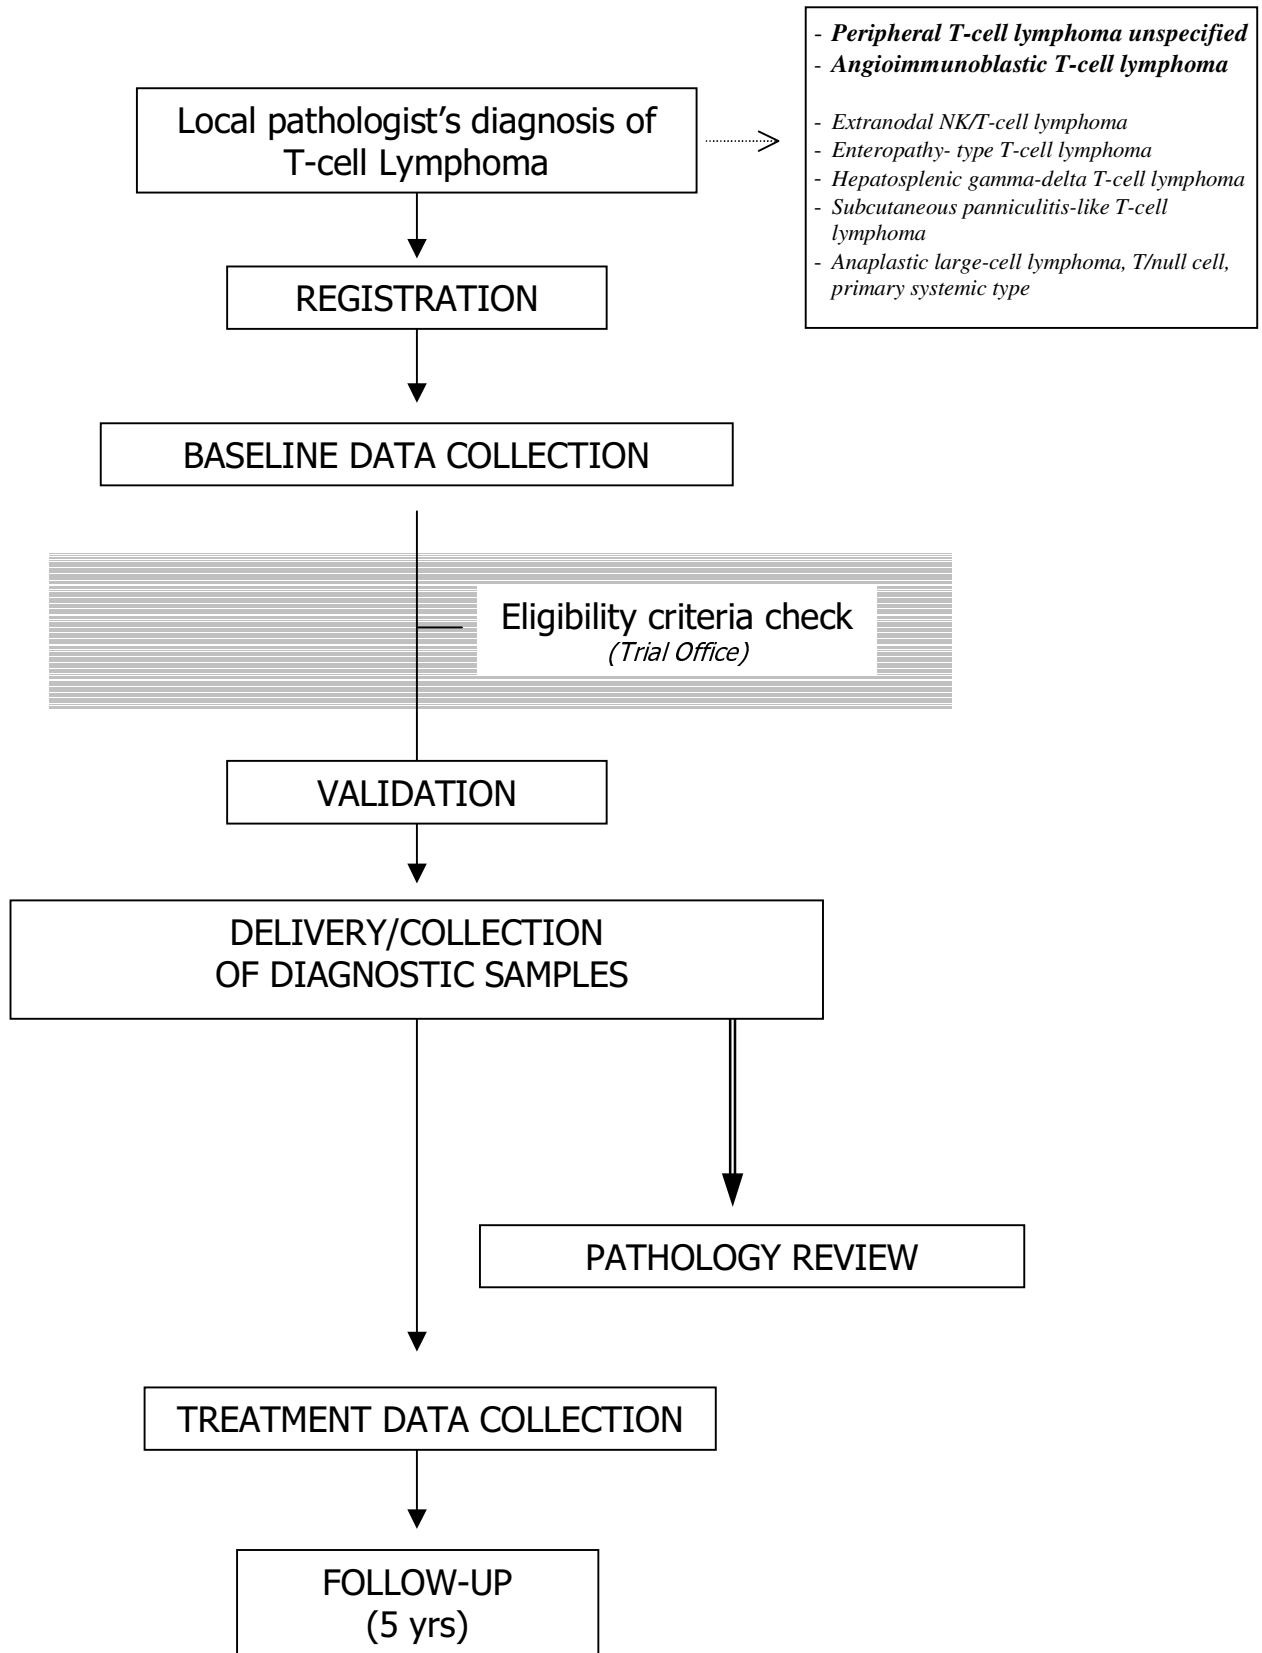 - Peripheral T-cell lymphoma unspecified
- Angioimmunoblastic T-cell lymphoma
- Extranodal NK/T-cell lymphoma
- Enteropathy- type T-cell lymphoma
- Hepatosplenic gamma-delta T-cell lymphoma
- Subcutaneous panniculitis-like T-cell
lymphoma
- Anaplastic large-cell lymphoma, T/null cell,
primary systemic type
Local pathologist’s diagnosis of
T-cell Lymphoma
REGISTRATION
BASELINE DATA COLLECTION
Eligibility criteria check
(Trial Office)
VALIDATION
DELIVERY/COLLECTION
OF DIAGNOSTIC SAMPLES
PATHOLOGY REVIEW
TREATMENT DATA COLLECTION
FOLLOW-UP
(5 yrs)